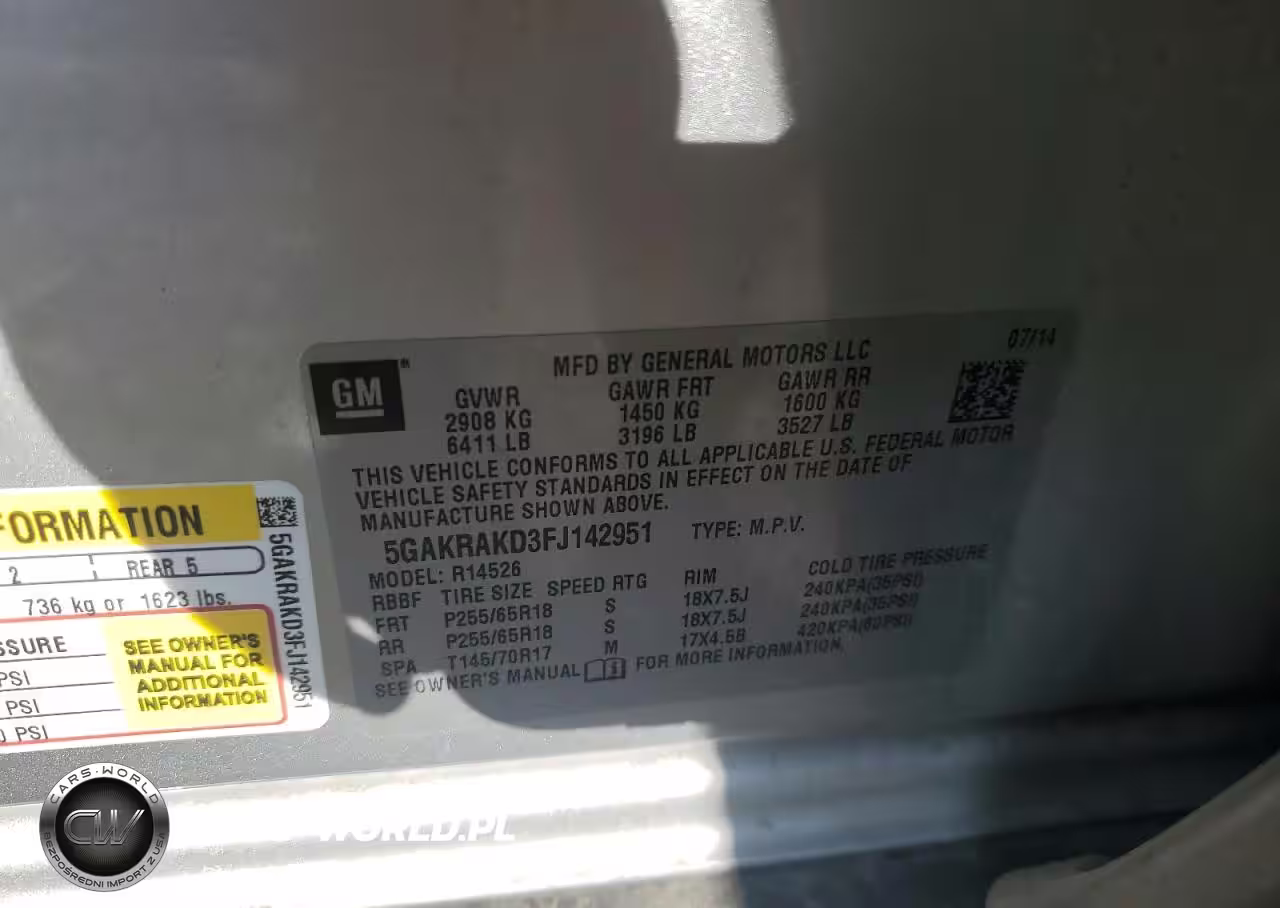 07/14
MFD BY GENERAL MOTORS LLC
GM
GVWR GAWR FRT GAWR RR
2908 KG 1450 KG 1600 KG
6411 LB 3196 LB 3527 LB
THIS VEHICLE CONFORMS TO ALL APPLICABLE U.S. FEDERAL MOTOR
VEHICLE SAFETY STANDARDS IN EFFECT ON THE DATE OF
MANUFACTURE SHOWN ABOVE.
5GAKRAKD3FJ142951 TYPE: M.P.V.
MODEL: R14526
RBBF TIRE SIZE SPEED RTG RIM COLD TIRE PRESSURE
FRT P255/65R18 S 18X7.5J 240KPA(35PSI)
RR P255/65R18 S 18X7.5J 240KPA(35PSI)
SPA T145/70R17 M 17X4.5B 420KPA(60PSI)
SEE OWNER'S MANUAL FOR MORE INFORMATION.
FORMATION
2 REAR 5
736 kg or 1623 lbs.
SSURE
PSI
PSI
0 PSI
SEE OWNER'S
MANUAL FOR
ADDITIONAL
INFORMATION
5GAKRAKD3FJ142951
CARS-WORLD
CW
BEZPOŚREDNI IMPORT Z USA
WORLD.PL